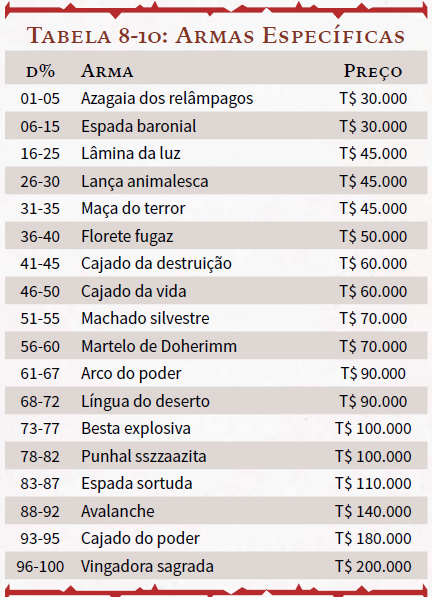 Tabela 8-10: Armas Específicas
d% Arma Preço
01-05 Azagaia dos relâmpagos T$ 30.000
06-15 Espada baronial T$ 30.000
16-25 Lâmina da luz T$ 45.000
26-30 Lança animalesca T$ 45.000
31-35 Maça do terror T$ 45.000
36-40 Florete fugaz T$ 50.000
41-45 Cajado da destruição T$ 60.000
46-50 Cajado da vida T$ 60.000
51-55 Machado silvestre T$ 70.000
56-60 Martelo de Doherimm T$ 70.000
61-67 Arco do poder T$ 90.000
68-72 Língua do deserto T$ 90.000
73-77 Besta explosiva T$ 100.000
78-82 Punhal sszzaazita T$ 100.000
83-87 Espada sortuda T$ 110.000
88-92 Avalanche T$ 140.000
93-95 Cajado do poder T$ 180.000
96-100 Vingadora sagrada T$ 200.000